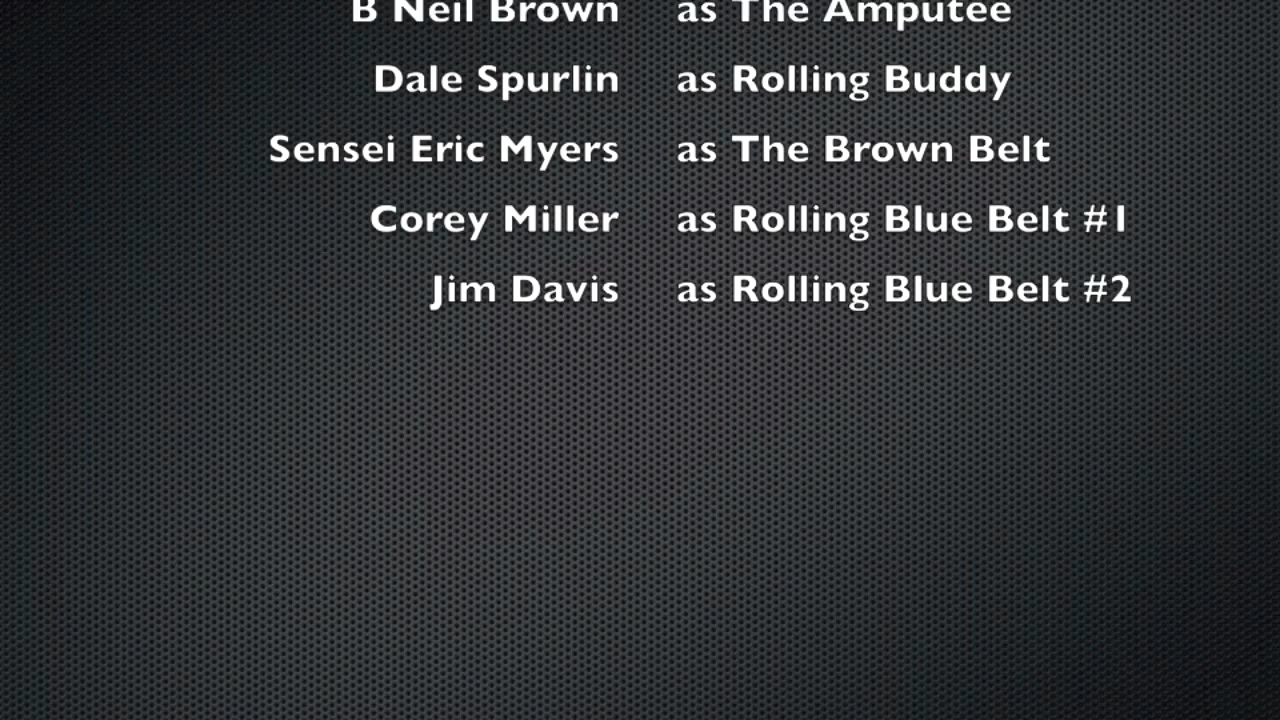 B Neil Brown as The Amputee
Dale Spurlin as Rolling Buddy
Sensei Eric Myers as The Brown Belt
Corey Miller as Rolling Blue Belt #1
Jim Davis as Rolling Blue Belt #2